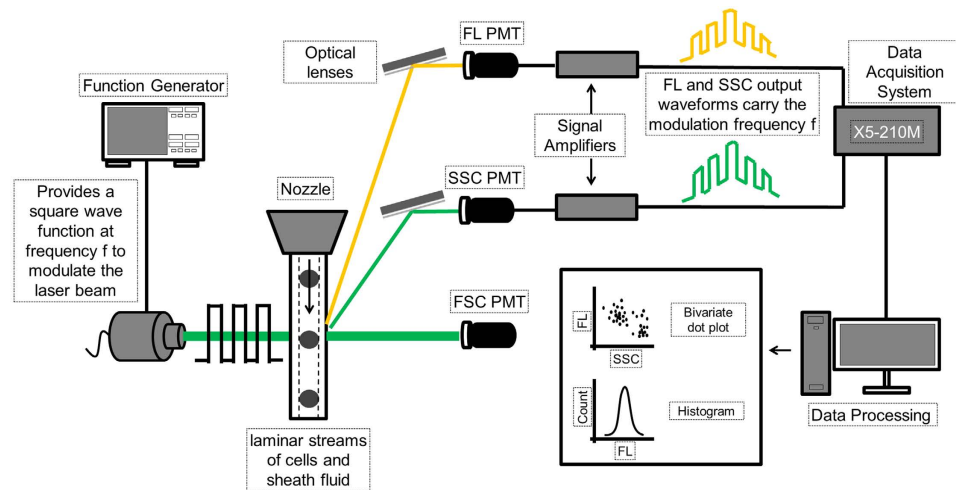 FL PMT
Optical
lenses
Data
Acquisition
System
Function Generator
FL and SSC output
waveforms carry the
modulation frequency f
X5-210M
Signal
Amplifiers
Provides a
square wave
function at
frequency f to
modulate the
laser beam
Nozzle
SSC PMT
FSC PMT
FL
SSC
Bivariate
dot plot
Count
FL
Histogram
Data Processing
laminar streams
of cells and
sheath fluid